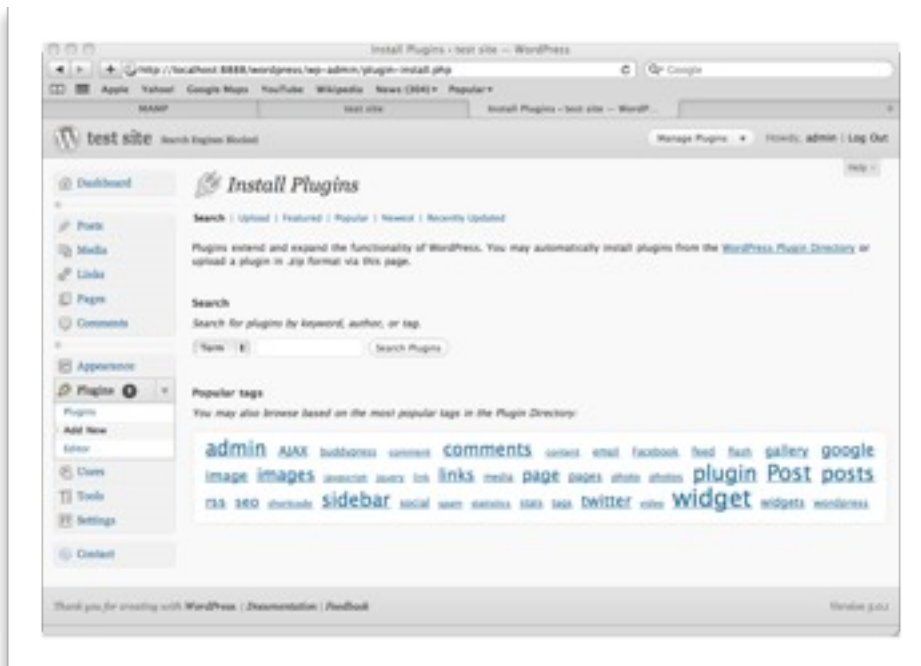 Install Plugins ‹ test site — WordPress
http://localhost:8888/wordpress/wp-admin/plugin-install.php
Google
Apple Yahoo! Google Maps YouTube Wikipedia News (304) Popular
MAMP
test site
Install Plugins ‹ test site — WordP...
test site
Search Engines Blocked
Manage Plugins
Howdy, admin | Log Out
Help
Dashboard
Posts
Media
Links
Pages
Comments
Appearance
Plugins
Plugins
Add New
Editor
Users
Tools
Settings
Contact
Install Plugins
Search | Upload | Featured | Popular | Newest | Recently Updated
Plugins extend and expand the functionality of WordPress. You may automatically install plugins from the WordPress Plugin Directory or
upload a plugin in .zip format via this page.
Search
Search for plugins by keyword, author, or tag.
Term
Search Plugins
Popular tags
You may also browse based on the most popular tags in the Plugin Directory:
admin AJAX buddypress comment comments content email Facebook feed flash gallery google
image images javascript jquery link links media page pages photo photos plugin Post posts
rss seo shortcode sidebar social spam statistics stats tags twitter video widget widgets wordpress
Thank you for creating with WordPress | Documentation | Feedback
Version